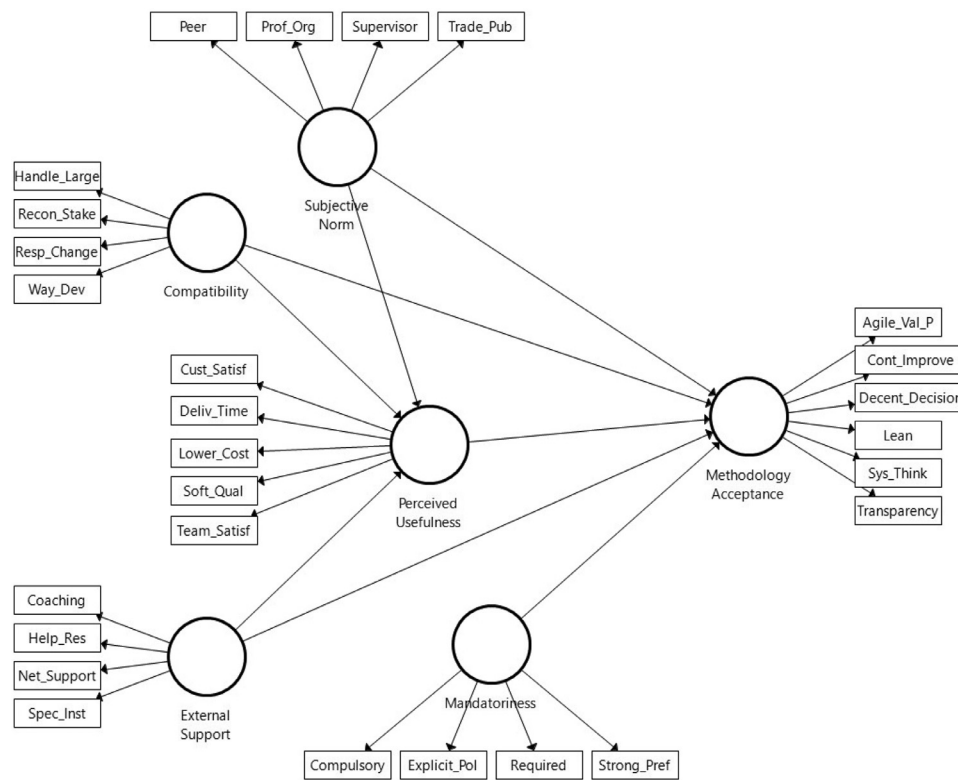 Peer
Prof_Org
Supervisor
Trade_Pub
Subjective
Norm
Handle_Large
Recon_Stake
Resp_Change
Way_Dev
Compatibility
Cust_Satisf
Deliv_Time
Lower_Cost
Soft_Qual
Team_Satisf
Perceived
Usefulness
Agile_Val_P
Cont_Improve
Decent_Decision
Lean
Sys_Think
Transparency
Methodology
Acceptance
Coaching
Help_Res
Net_Support
Spec_Inst
External
Support
Mandatoriness
Compulsory
Explicit_Pol
Required
Strong_Pref